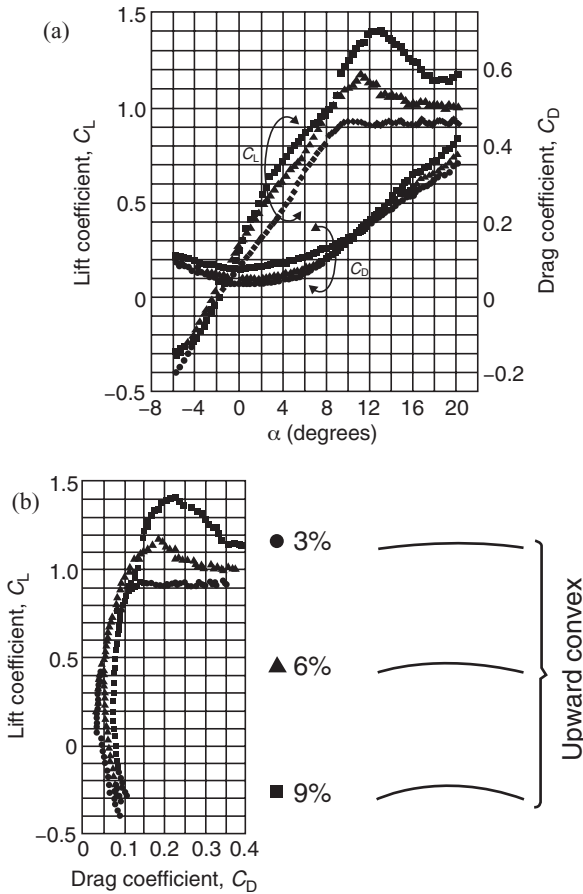 (a)
Lift coefficient, C_L
1.5
1.0
0.5
0
−0.5
C_L
C_D
0.6
0.4
0.2
0
−0.2
Drag coefficient, C_D
−8 −4 0 4 8 12 16 20
α (degrees)
(b)
Lift coefficient, C_L
1.5
1.0
0.5
0
−0.5
0 0.1 0.2 0.3 0.4
Drag coefficient, C_D
3%
6%
9%
Upward convex